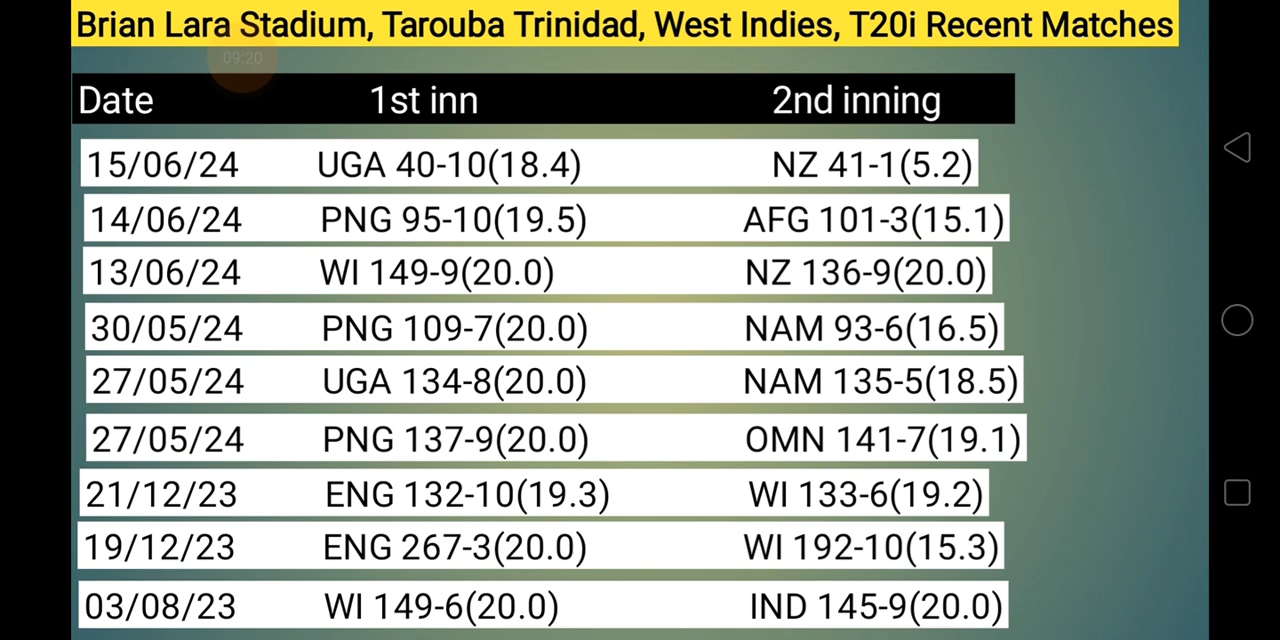 Brian Lara Stadium, Tarouba Trinidad, West Indies, T20i Recent Matches
09:20
Date 1st inn 2nd inning
15/06/24 UGA 40-10(18.4) NZ 41-1(5.2)
14/06/24 PNG 95-10(19.5) AFG 101-3(15.1)
13/06/24 WI 149-9(20.0) NZ 136-9(20.0)
30/05/24 PNG 109-7(20.0) NAM 93-6(16.5)
27/05/24 UGA 134-8(20.0) NAM 135-5(18.5)
27/05/24 PNG 137-9(20.0) OMN 141-7(19.1)
21/12/23 ENG 132-10(19.3) WI 133-6(19.2)
19/12/23 ENG 267-3(20.0) WI 192-10(15.3)
03/08/23 WI 149-6(20.0) IND 145-9(20.0)